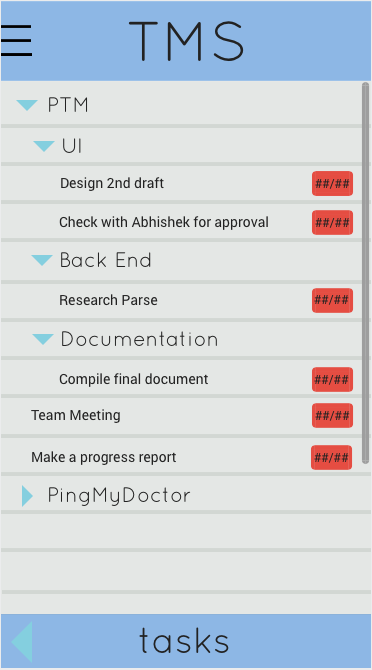 TMS
PTM
UI
Design 2nd draft ##/##
Check with Abhishek for approval ##/##
Back End
Research Parse ##/##
Documentation
Compile final document ##/##
Team Meeting ##/##
Make a progress report ##/##
PingMyDoctor
tasks